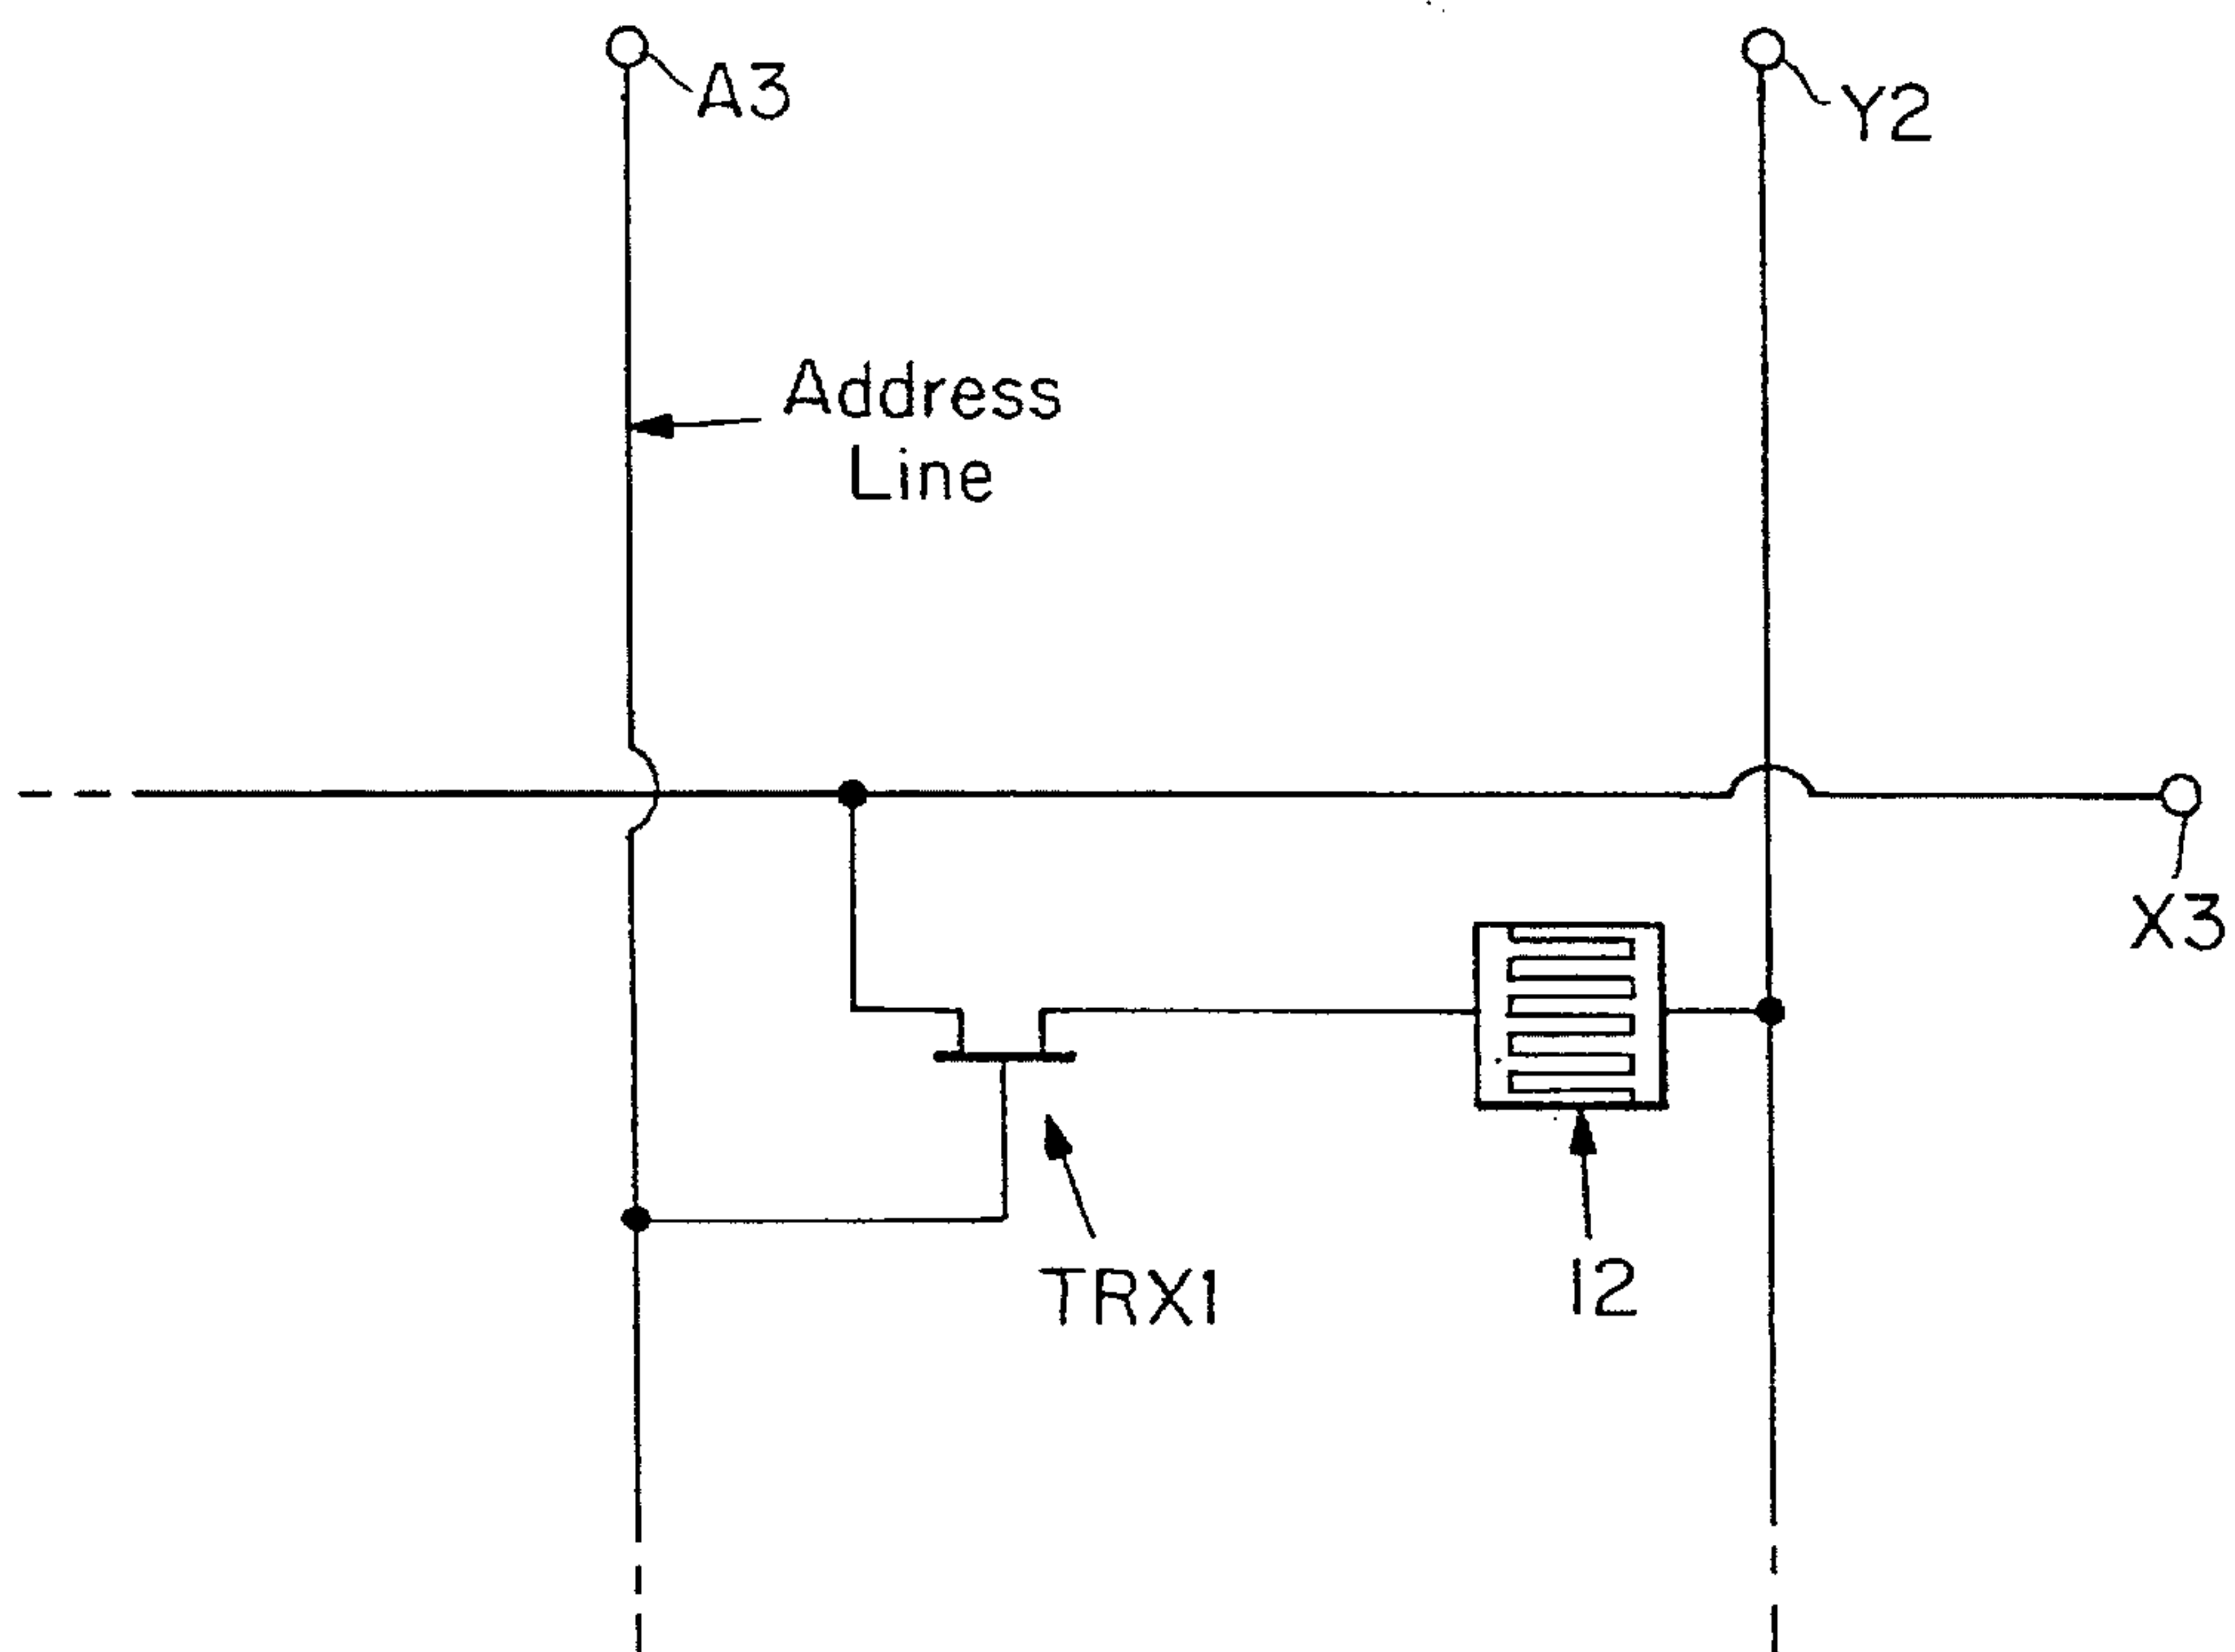 A3
Y2
Address
Line
X3
TRX1
I2